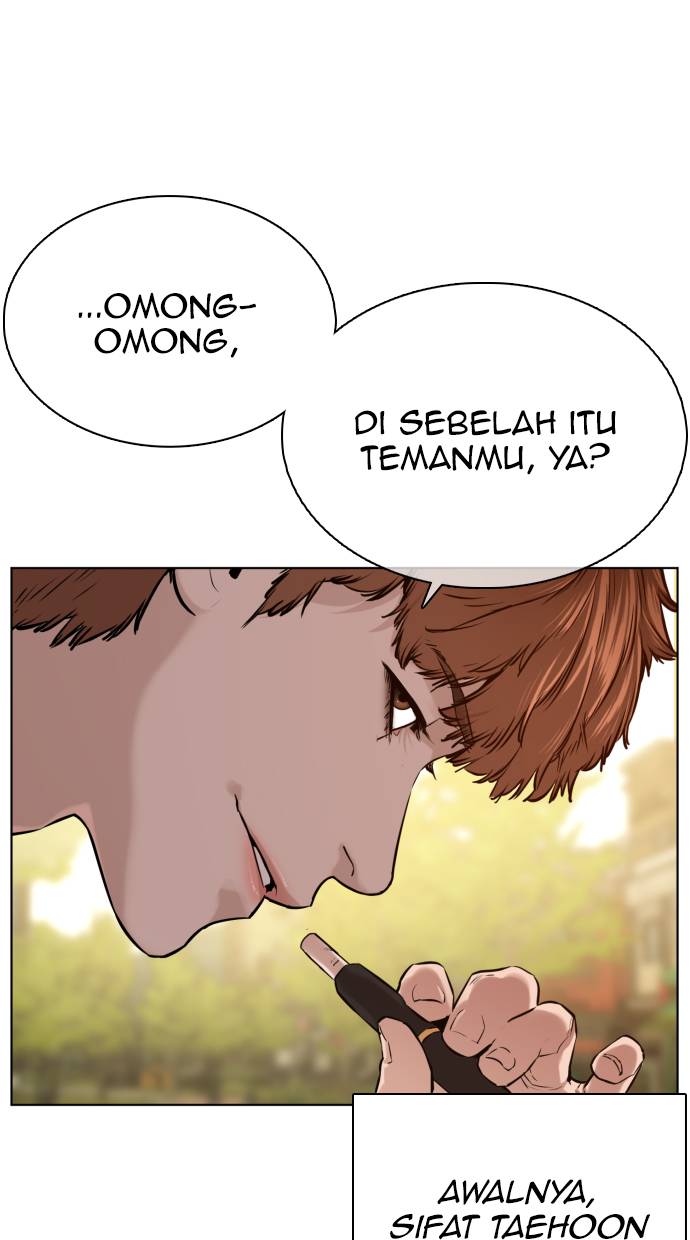 ...OMONG-
OMONG,
DI SEBELAH ITU
TEMANMU, YA?
AWALNYA,
SIFAT TAEHOON